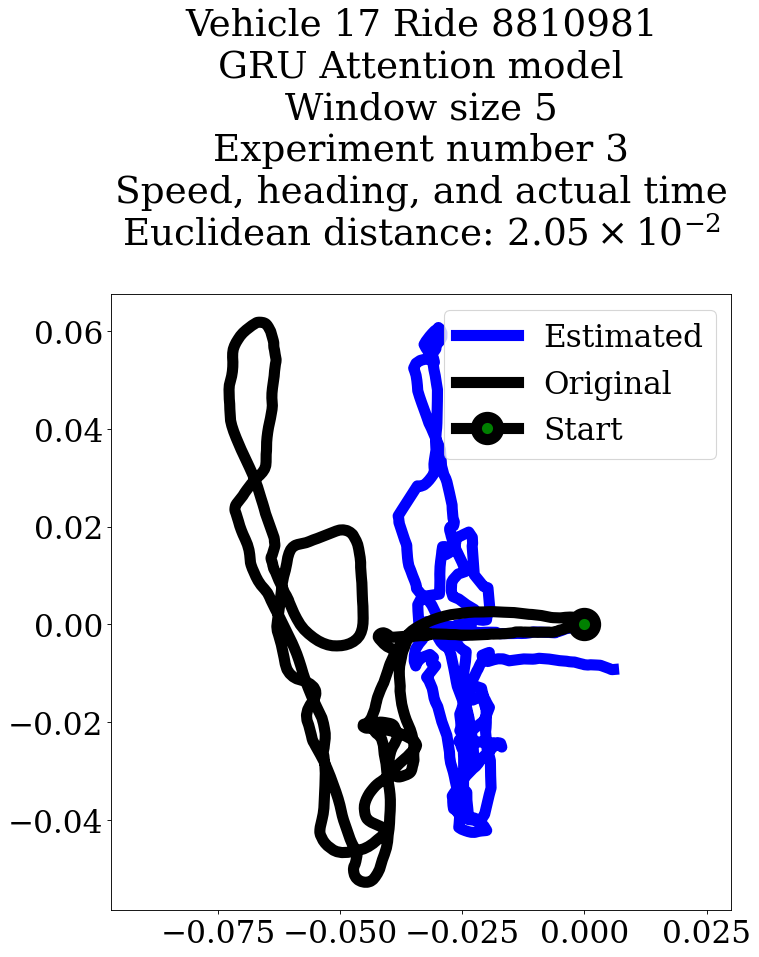 Vehicle 17 Ride 8810981
GRU Attention model
Window size 5
Experiment number 3
Speed, heading, and actual time
Euclidean distance: 2.05 × 10⁻²
Estimated
Original
Start
0.06
0.04
0.02
0.00
−0.02
−0.04
−0.075 −0.050 −0.025 0.000 0.025